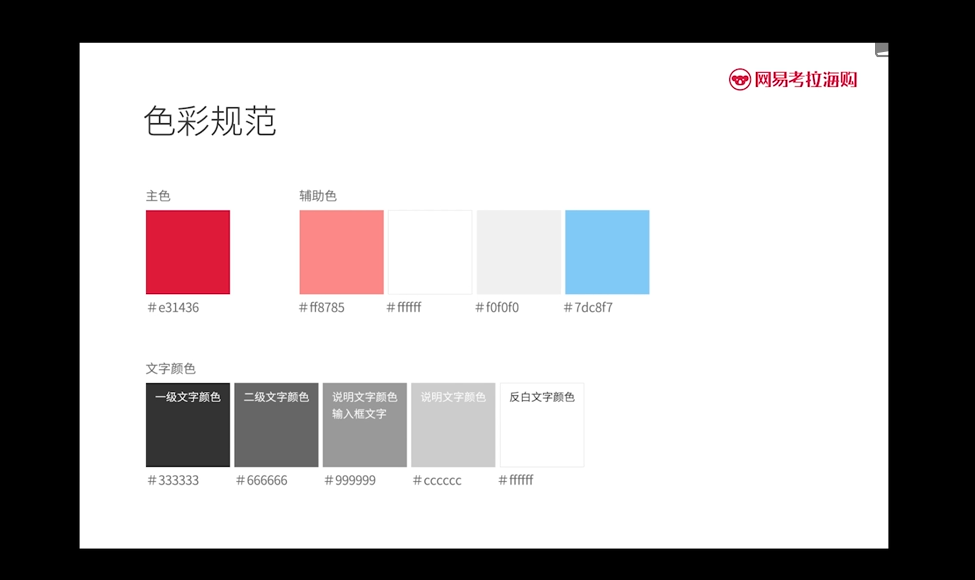 网易考拉海购
色彩规范
主色
辅助色
#e31436
#ff8785
#ffffff
#f0f0f0
#7dc8f7
文字颜色
一级文字颜色
二级文字颜色
说明文字颜色
输入框文字
说明文字颜色
反白文字颜色
#333333
#666666
#999999
#cccccc
#ffffff